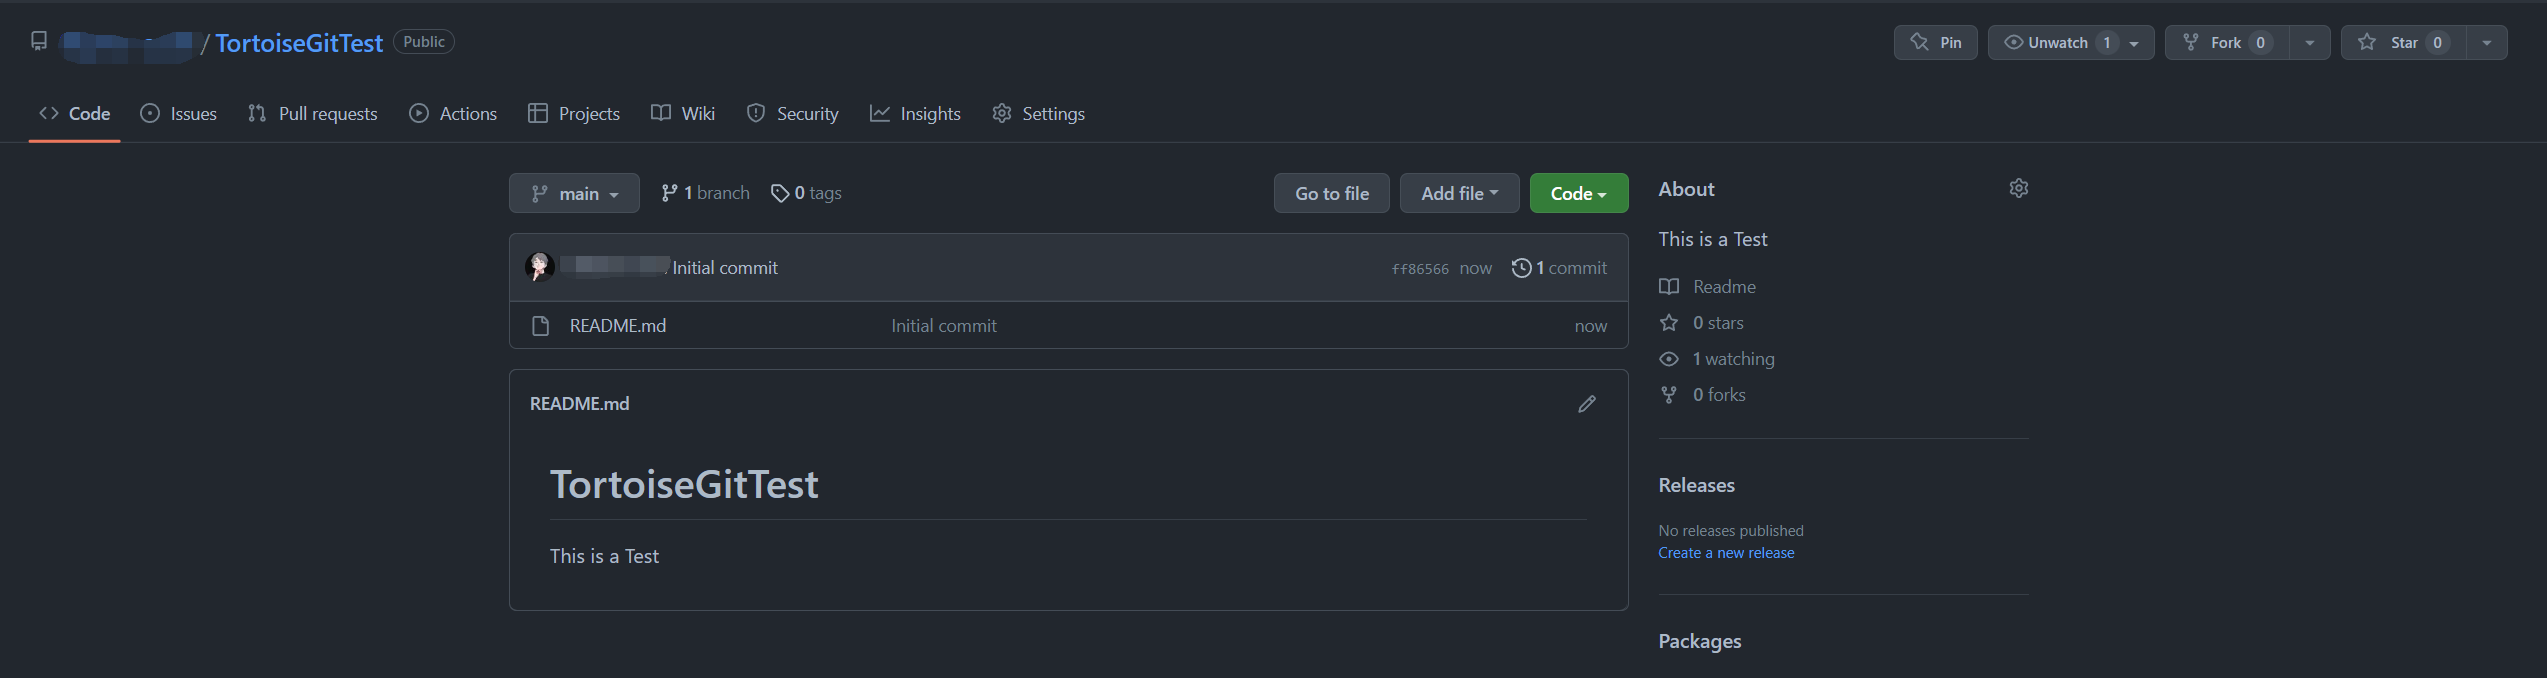 / TortoiseGitTest Public Pin Unwatch 1 Fork 0 Star 0
Code Issues Pull requests Actions Projects Wiki Security Insights Settings
main 1 branch 0 tags Go to file Add file Code
Initial commit ff86566 now 1 commit
README.md Initial commit now
README.md
TortoiseGitTest
This is a Test
About
This is a Test
Readme
0 stars
1 watching
0 forks
Releases
No releases published
Create a new release
Packages